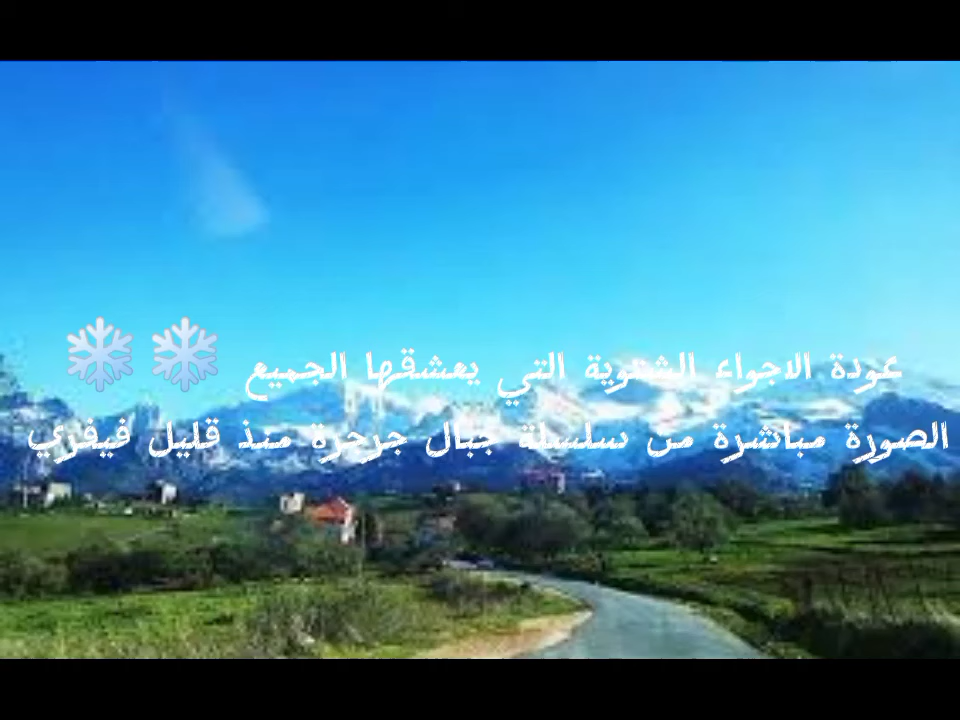 عودة الاجواء الشتوية التي يعشقها الجميع ❄❄
الصورة مباشرة من سلسلة جبال جرجرة منذ قليل فيفري